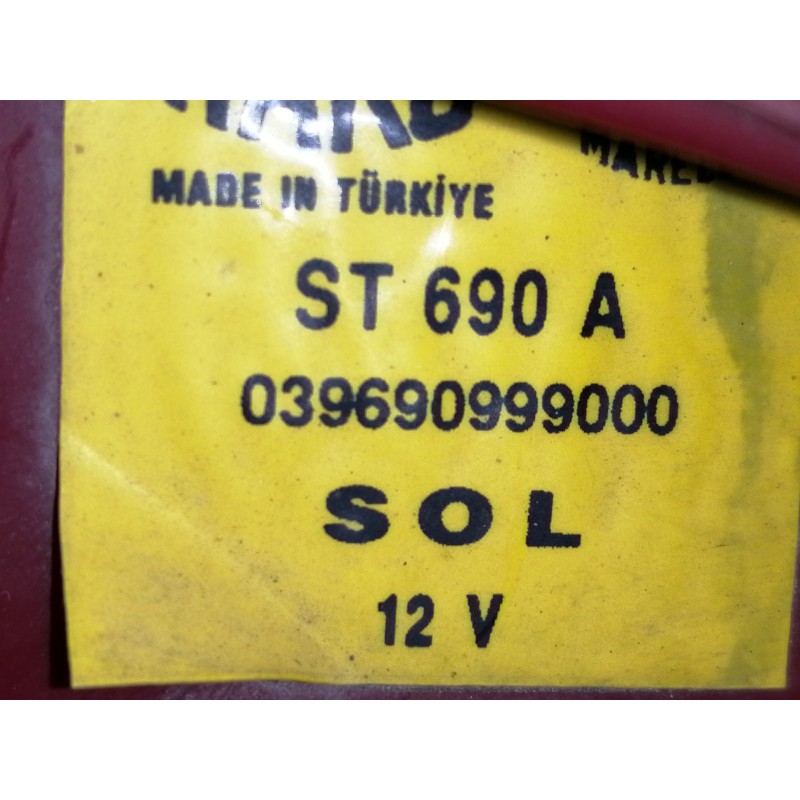 MADE IN TÜRKİYE
ST 690 A
039690999000
SOL
12 V